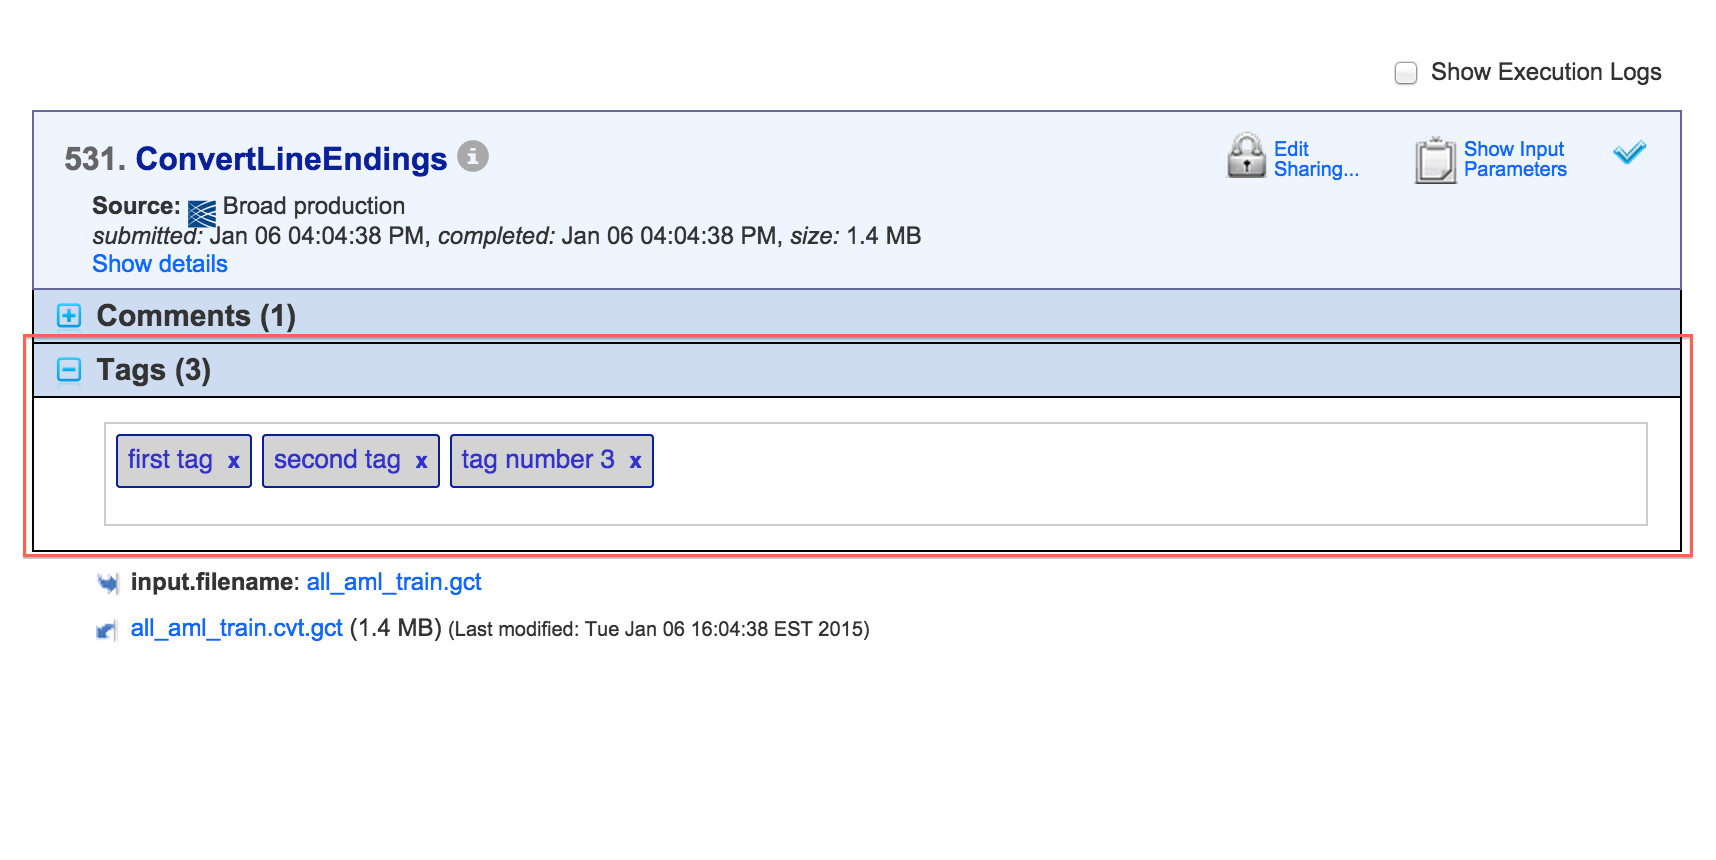 Show Execution Logs
531. ConvertLineEndings i
Edit Sharing...
Show Input Parameters
Source: Broad production
submitted: Jan 06 04:04:38 PM, completed: Jan 06 04:04:38 PM, size: 1.4 MB
Show details
Comments (1)
Tags (3)
first tag x second tag x tag number 3 x
input.filename: all_aml_train.gct
all_aml_train.cvt.gct (1.4 MB) (Last modified: Tue Jan 06 16:04:38 EST 2015)